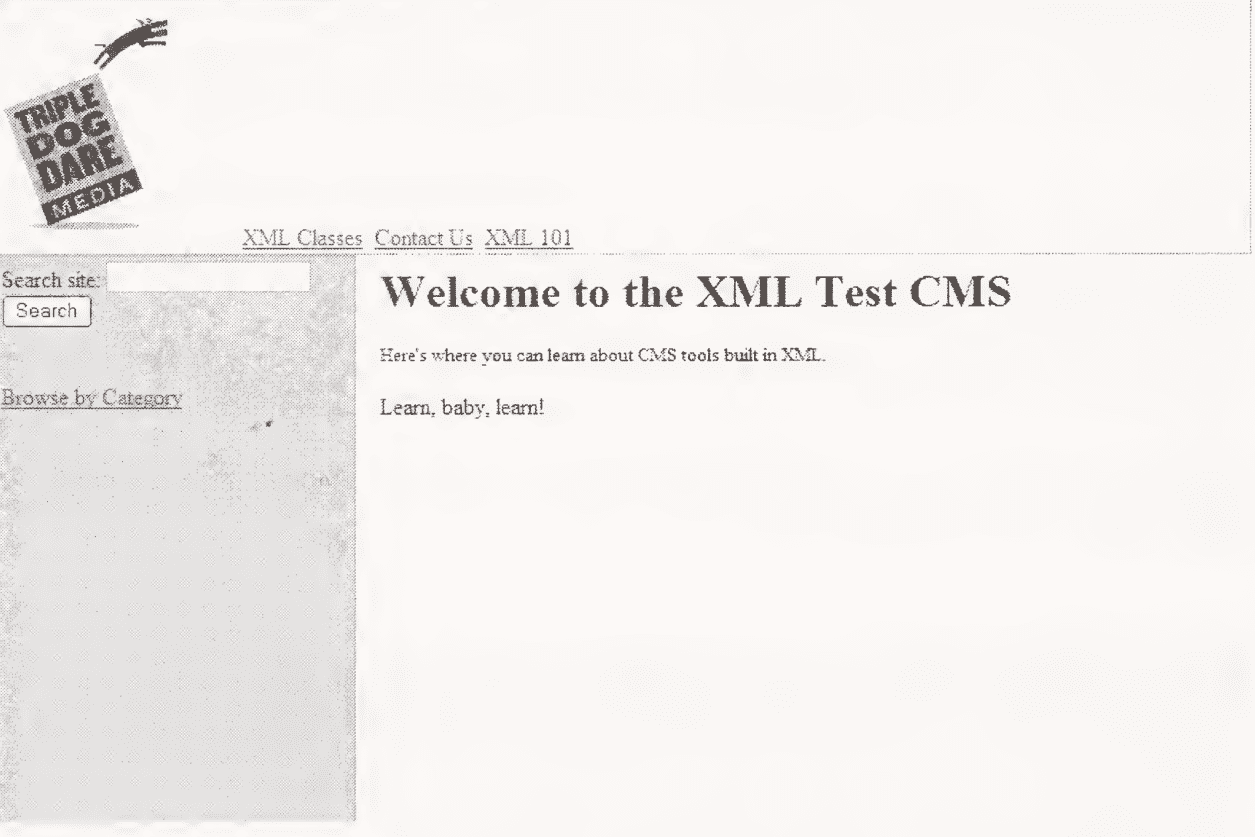 TRIPLE
DOG
DARE
MEDIA
XML Classes Contact Us XML 101
Search site:
Search
Browse by Category
Welcome to the XML Test CMS
Here's where you can learn about CMS tools built in XML.
Learn, baby, learn!